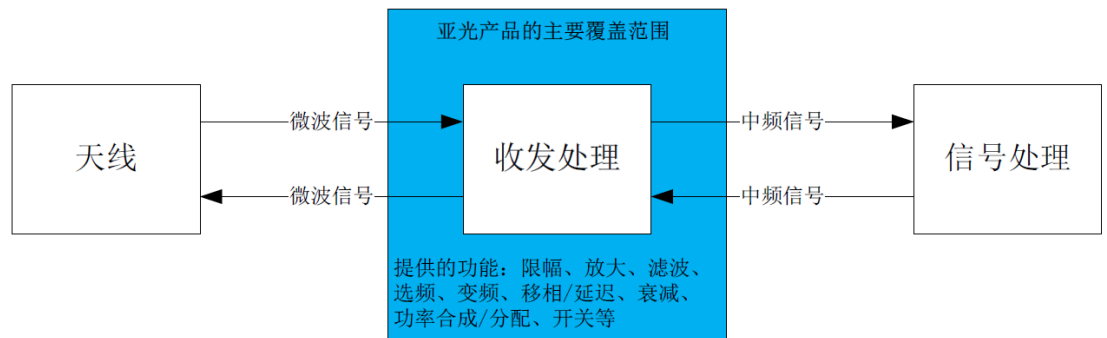 亚光产品的主要覆盖范围
天线
微波信号
微波信号
收发处理
中频信号
中频信号
信号处理
提供的功能：限幅、放大、滤波、
选频、变频、移相/延迟、衰减、
功率合成/分配、开关等